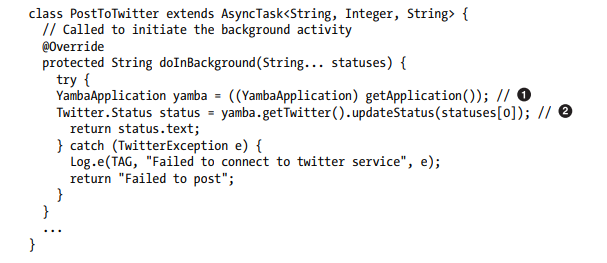 class PostToTwitter extends AsyncTask<String, Integer, String> {
  // Called to initiate the background activity
  @Override
  protected String doInBackground(String... statuses) {
    try {
    YambaApplication yamba = ((YambaApplication) getApplication()); // ❶
    Twitter.Status status = yamba.getTwitter().updateStatus(statuses[0]); // ❷
      return status.text;
    } catch (TwitterException e) {
      Log.e(TAG, "Failed to connect to twitter service", e);
      return "Failed to post";
    }
  }
  ...
}